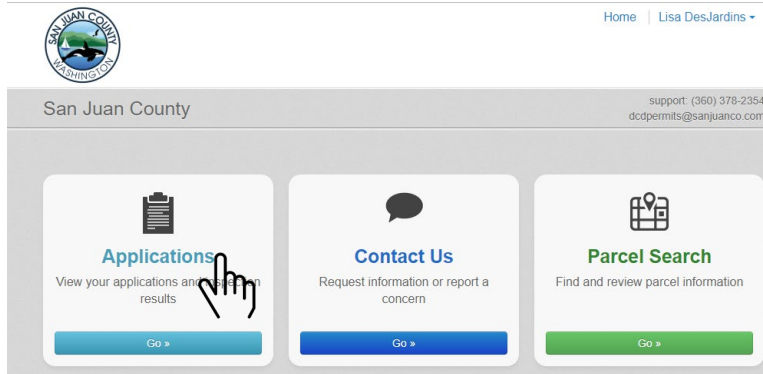 SAN JUAN COUNTY
WASHINGTON
Home | Lisa DesJardins
San Juan County
support: (360) 378-2354
dcdpermits@sanjuanco.com
Applications
View your applications and inspection
results
Go »
Contact Us
Request information or report a
concern
Go »
Parcel Search
Find and review parcel information
Go »